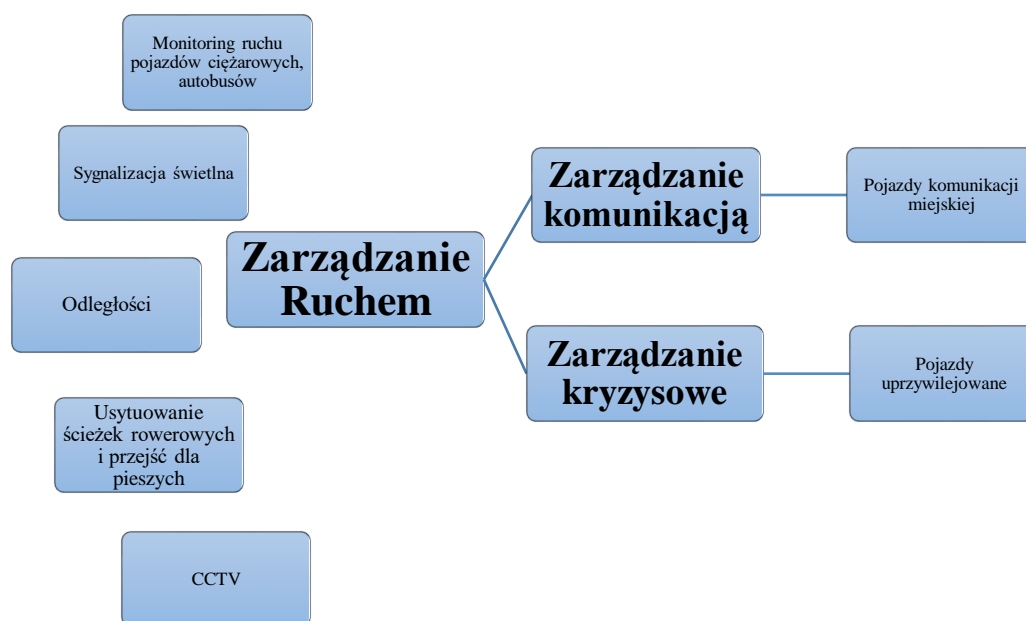 Monitoring ruchu
pojazdów ciężarowych,
autobusów
Sygnalizacja świetlna
Odległości
Usytuowanie
ścieżek rowerowych
i przejść dla
pieszych
CCTV
Zarządzanie
Ruchem
Zarządzanie
komunikacją
Pojazdy komunikacji
miejskiej
Zarządzanie
kryzysowe
Pojazdy
uprzywilejowane